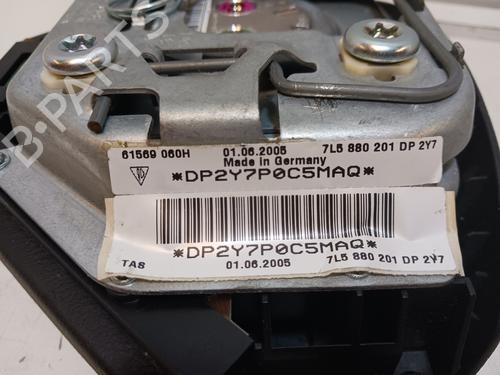 B-PARTS
61569 060H 01.06.2005 7L5 880 201 DP 2Y7
Made in Germany
*DP2Y7P0C5MAQ*
*DP2Y7P0C5MAQ*
TAS 01.06.2005 7L5 880 201 DP 2Y7